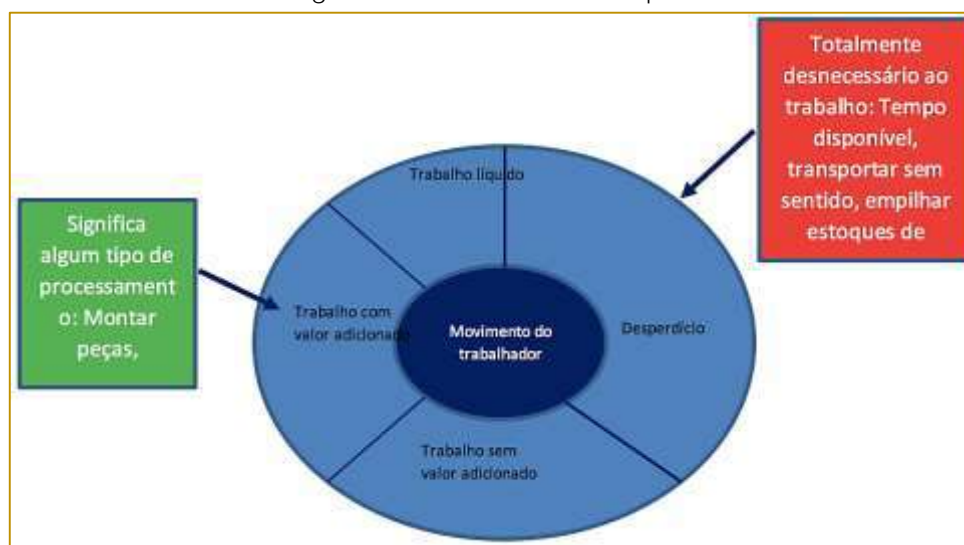 Totalmente
desnecessário ao
trabalho: Tempo
disponível,
transportar sem
sentido, empilhar
estoques de
Trabalho líquido
Significa
algum tipo de
processament
o: Montar
peças,
Trabalho com
valor adicionado
Movimento do
trabalhador
Desperdício
Trabalho sem
valor adicionado